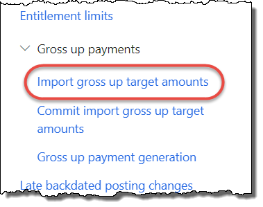 Entitlement limits
Gross up payments
Import gross up target amounts
Commit import gross up target
amounts
Gross up payment generation
Late backdated posting changes